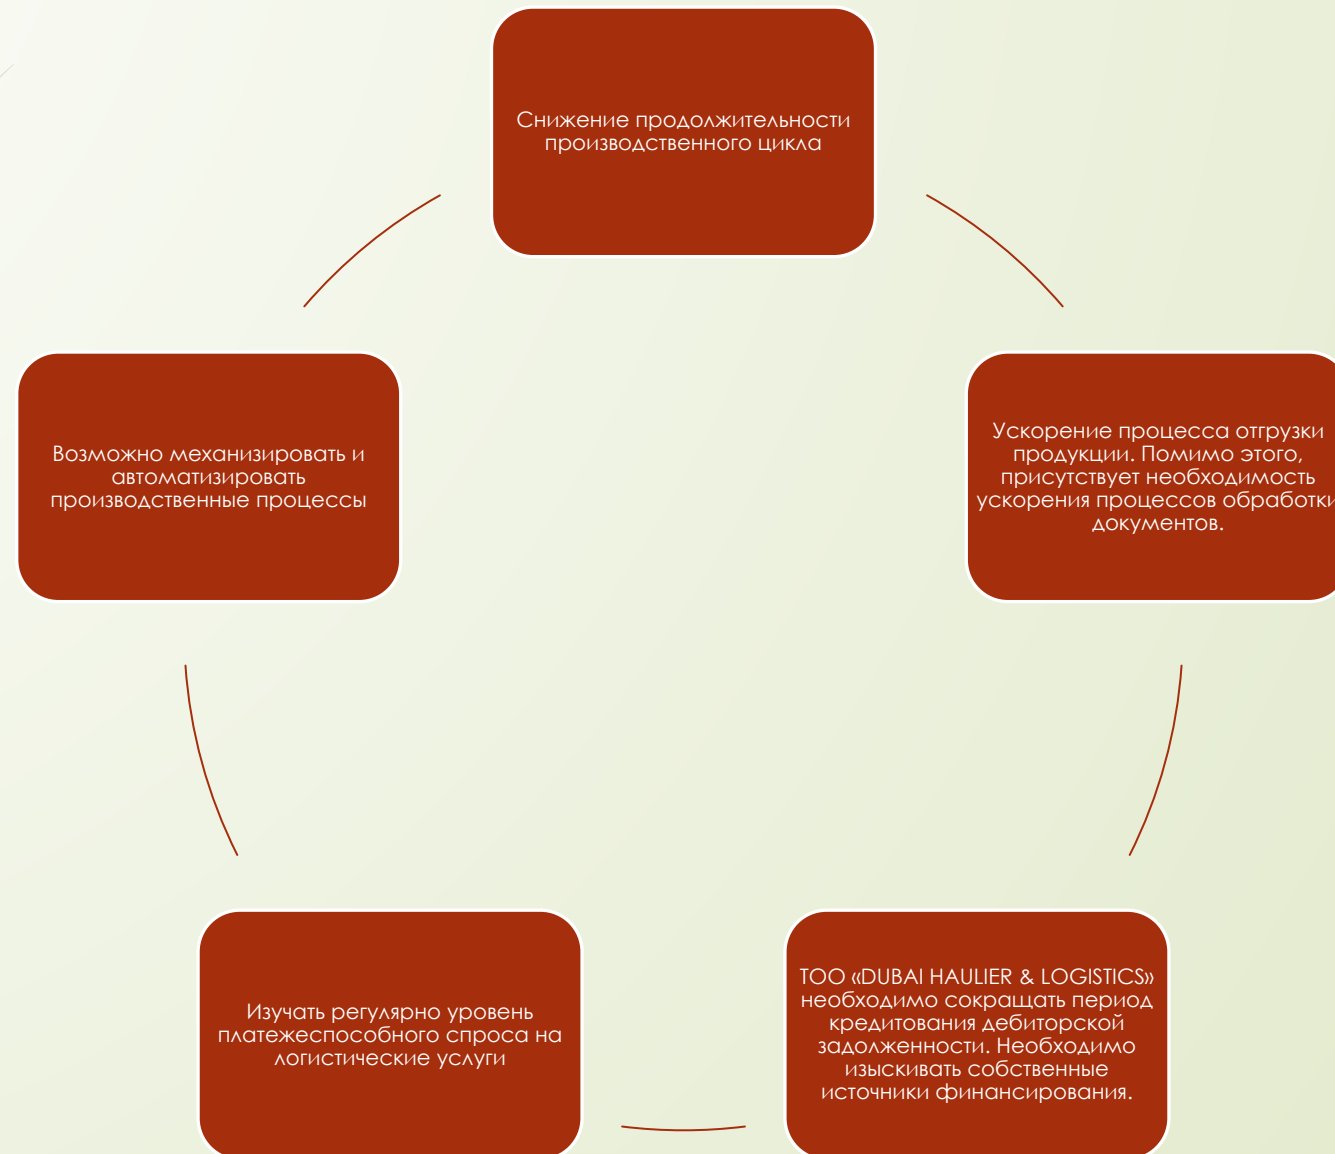 Снижение продолжительности
производственного цикла
Ускорение процесса отгрузки
продукции. Помимо этого,
присутствует необходимость
ускорения процессов обработки
документов.
ТОО «DUBAI HAULIER & LOGISTICS»
необходимо сокращать период
кредитования дебиторской
задолженности. Необходимо
изыскивать собственные
источники финансирования.
Изучать регулярно уровень
платежеспособного спроса на
логистические услуги
Возможно механизировать и
автоматизировать
производственные процессы